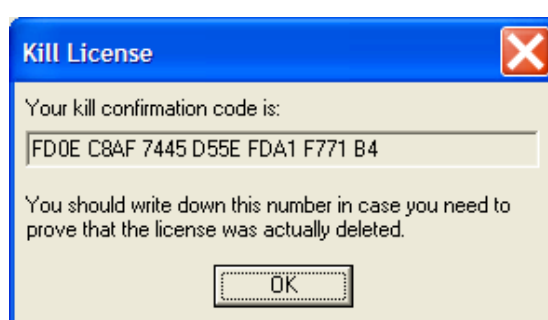 Kill License
Your kill confirmation code is:
FD0E C8AF 7445 D55E FDA1 F771 B4
You should write down this number in case you need to
prove that the license was actually deleted.
OK